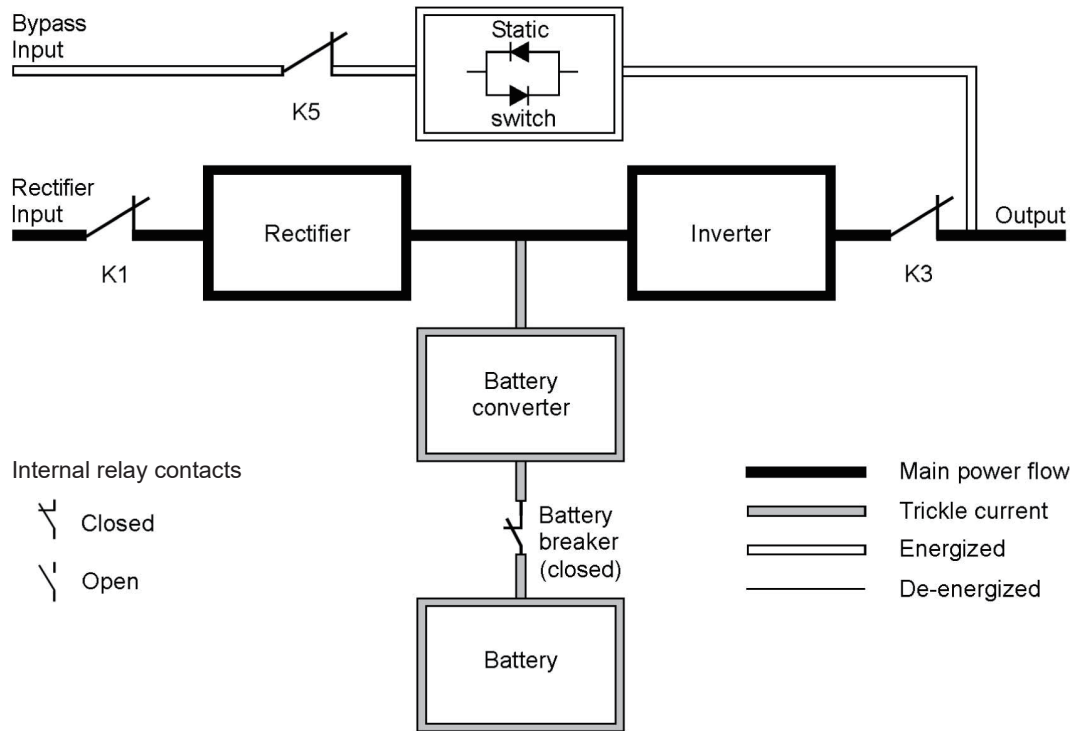 Bypass
Input
Static
switch
K5
Rectifier
Input
K1
Rectifier
Inverter
K3
Output
Battery
converter
Internal relay contacts
Closed
Open
Battery
breaker
(closed)
Battery
Main power flow
Trickle current
Energized
De-energized